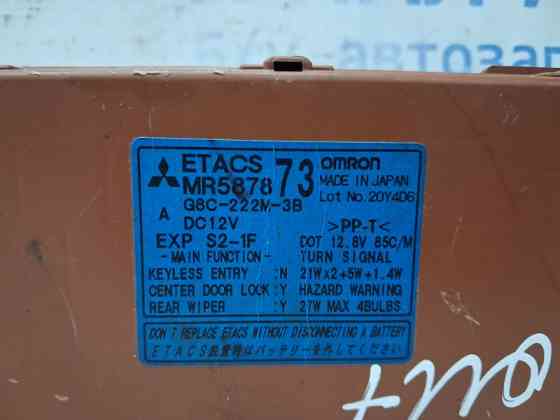 ETACS 73 OMRON
MR5878 MADE IN JAPAN
A G8C-222M-3B Lot No.20Y4D6
DC12V >PP-T<
EXP S2-1F DOT 12.8V 85C/M
-MAIN FUNCTION- TURN SIGNAL
KEYLESS ENTRY :N 21W×2+5W+1.4W
CENTER DOOR LOCK:Y HAZARD WARNING
REAR WIPER :Y 27W MAX 4BULBS
DON'T REPLACE ETACS WITHOUT DISCONNECTING A BATTERY
ETACS脱着時はバッテリーを外してください